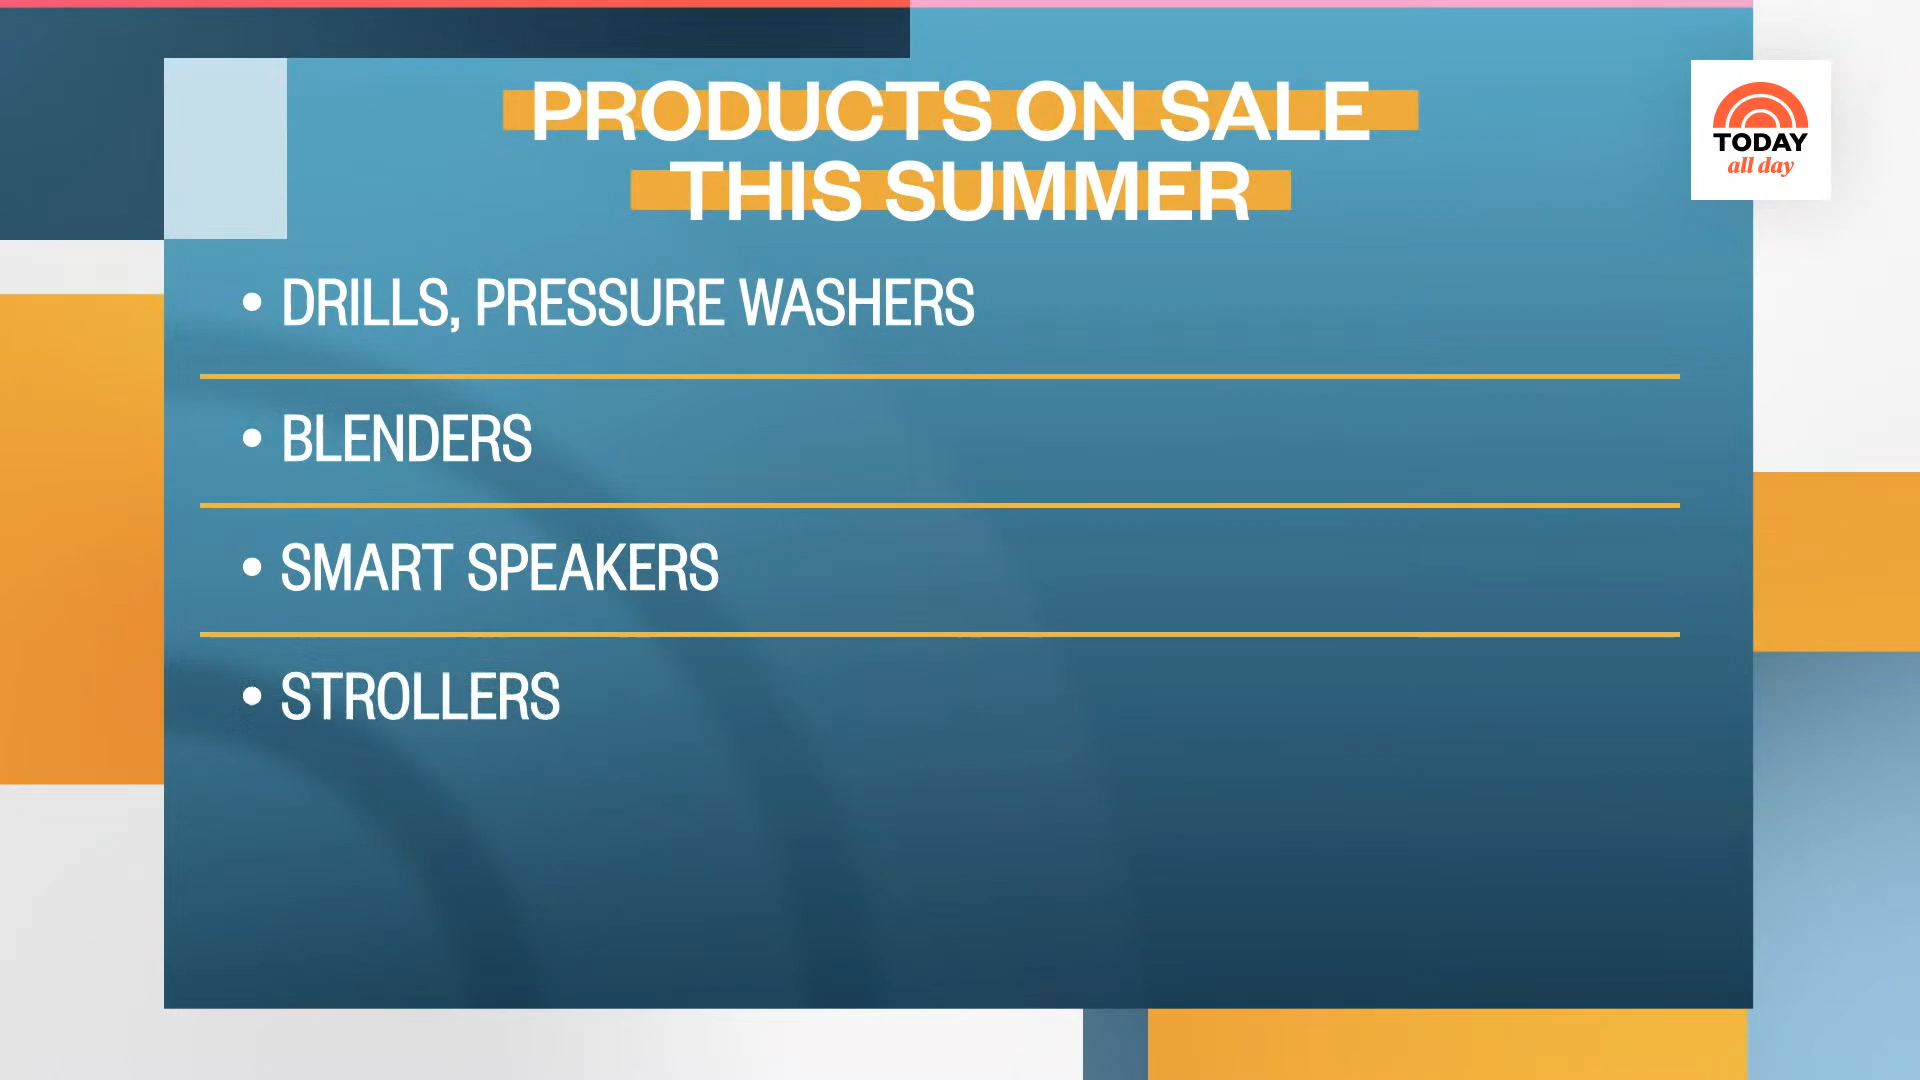 PRODUCTS ON SALE
THIS SUMMER
TODAY
all day
• DRILLS, PRESSURE WASHERS
• BLENDERS
• SMART SPEAKERS
• STROLLERS